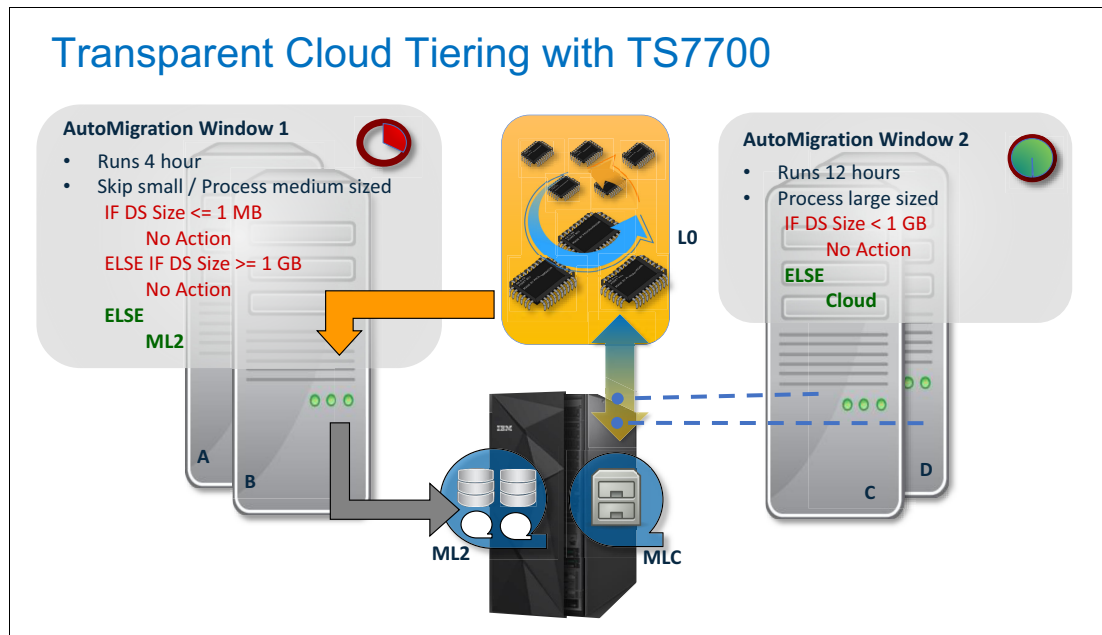 Transparent Cloud Tiering with TS7700
AutoMigration Window 1
• Runs 4 hour
• Skip small / Process medium sized
IF DS Size <= 1 MB
No Action
ELSE IF DS Size >= 1 GB
No Action
ELSE
ML2
L0
AutoMigration Window 2
• Runs 12 hours
• Process large sized
IF DS Size < 1 GB
No Action
ELSE
Cloud
A
B
IBM
ML2
MLC
C
D